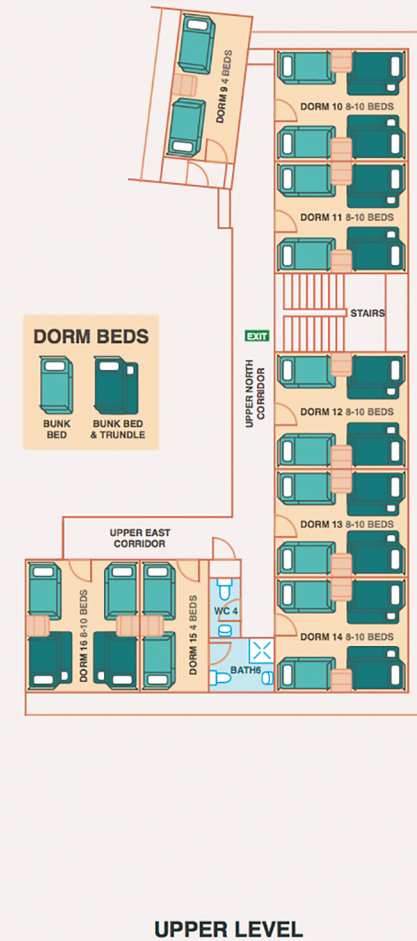 DORM 9 4 BEDS
DORM 10 8-10 BEDS
DORM 11 8-10 BEDS
STAIRS
EXIT
UPPER NORTH
CORRIDOR
DORM BEDS
BUNK
BED
BUNK BED
& TRUNDLE
DORM 12 8-10 BEDS
DORM 13 8-10 BEDS
UPPER EAST
CORRIDOR
DORM 16 8-10 BEDS
DORM 15 4 BEDS
WC 4
DORM 14 8-10 BEDS
BATH6
UPPER LEVEL